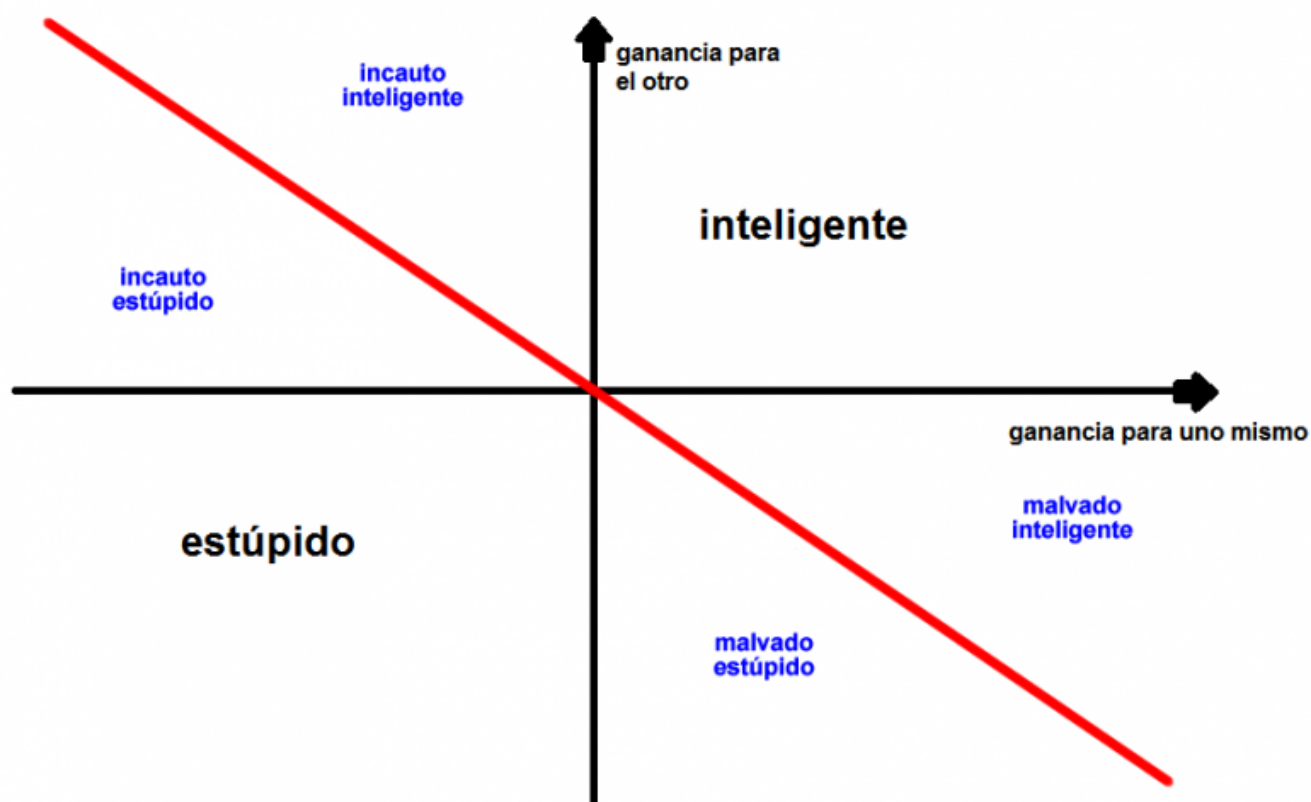 ganancia para
el otro
incauto
inteligente
inteligente
incauto
estúpido
ganancia para uno mismo
malvado
inteligente
estúpido
malvado
estúpido